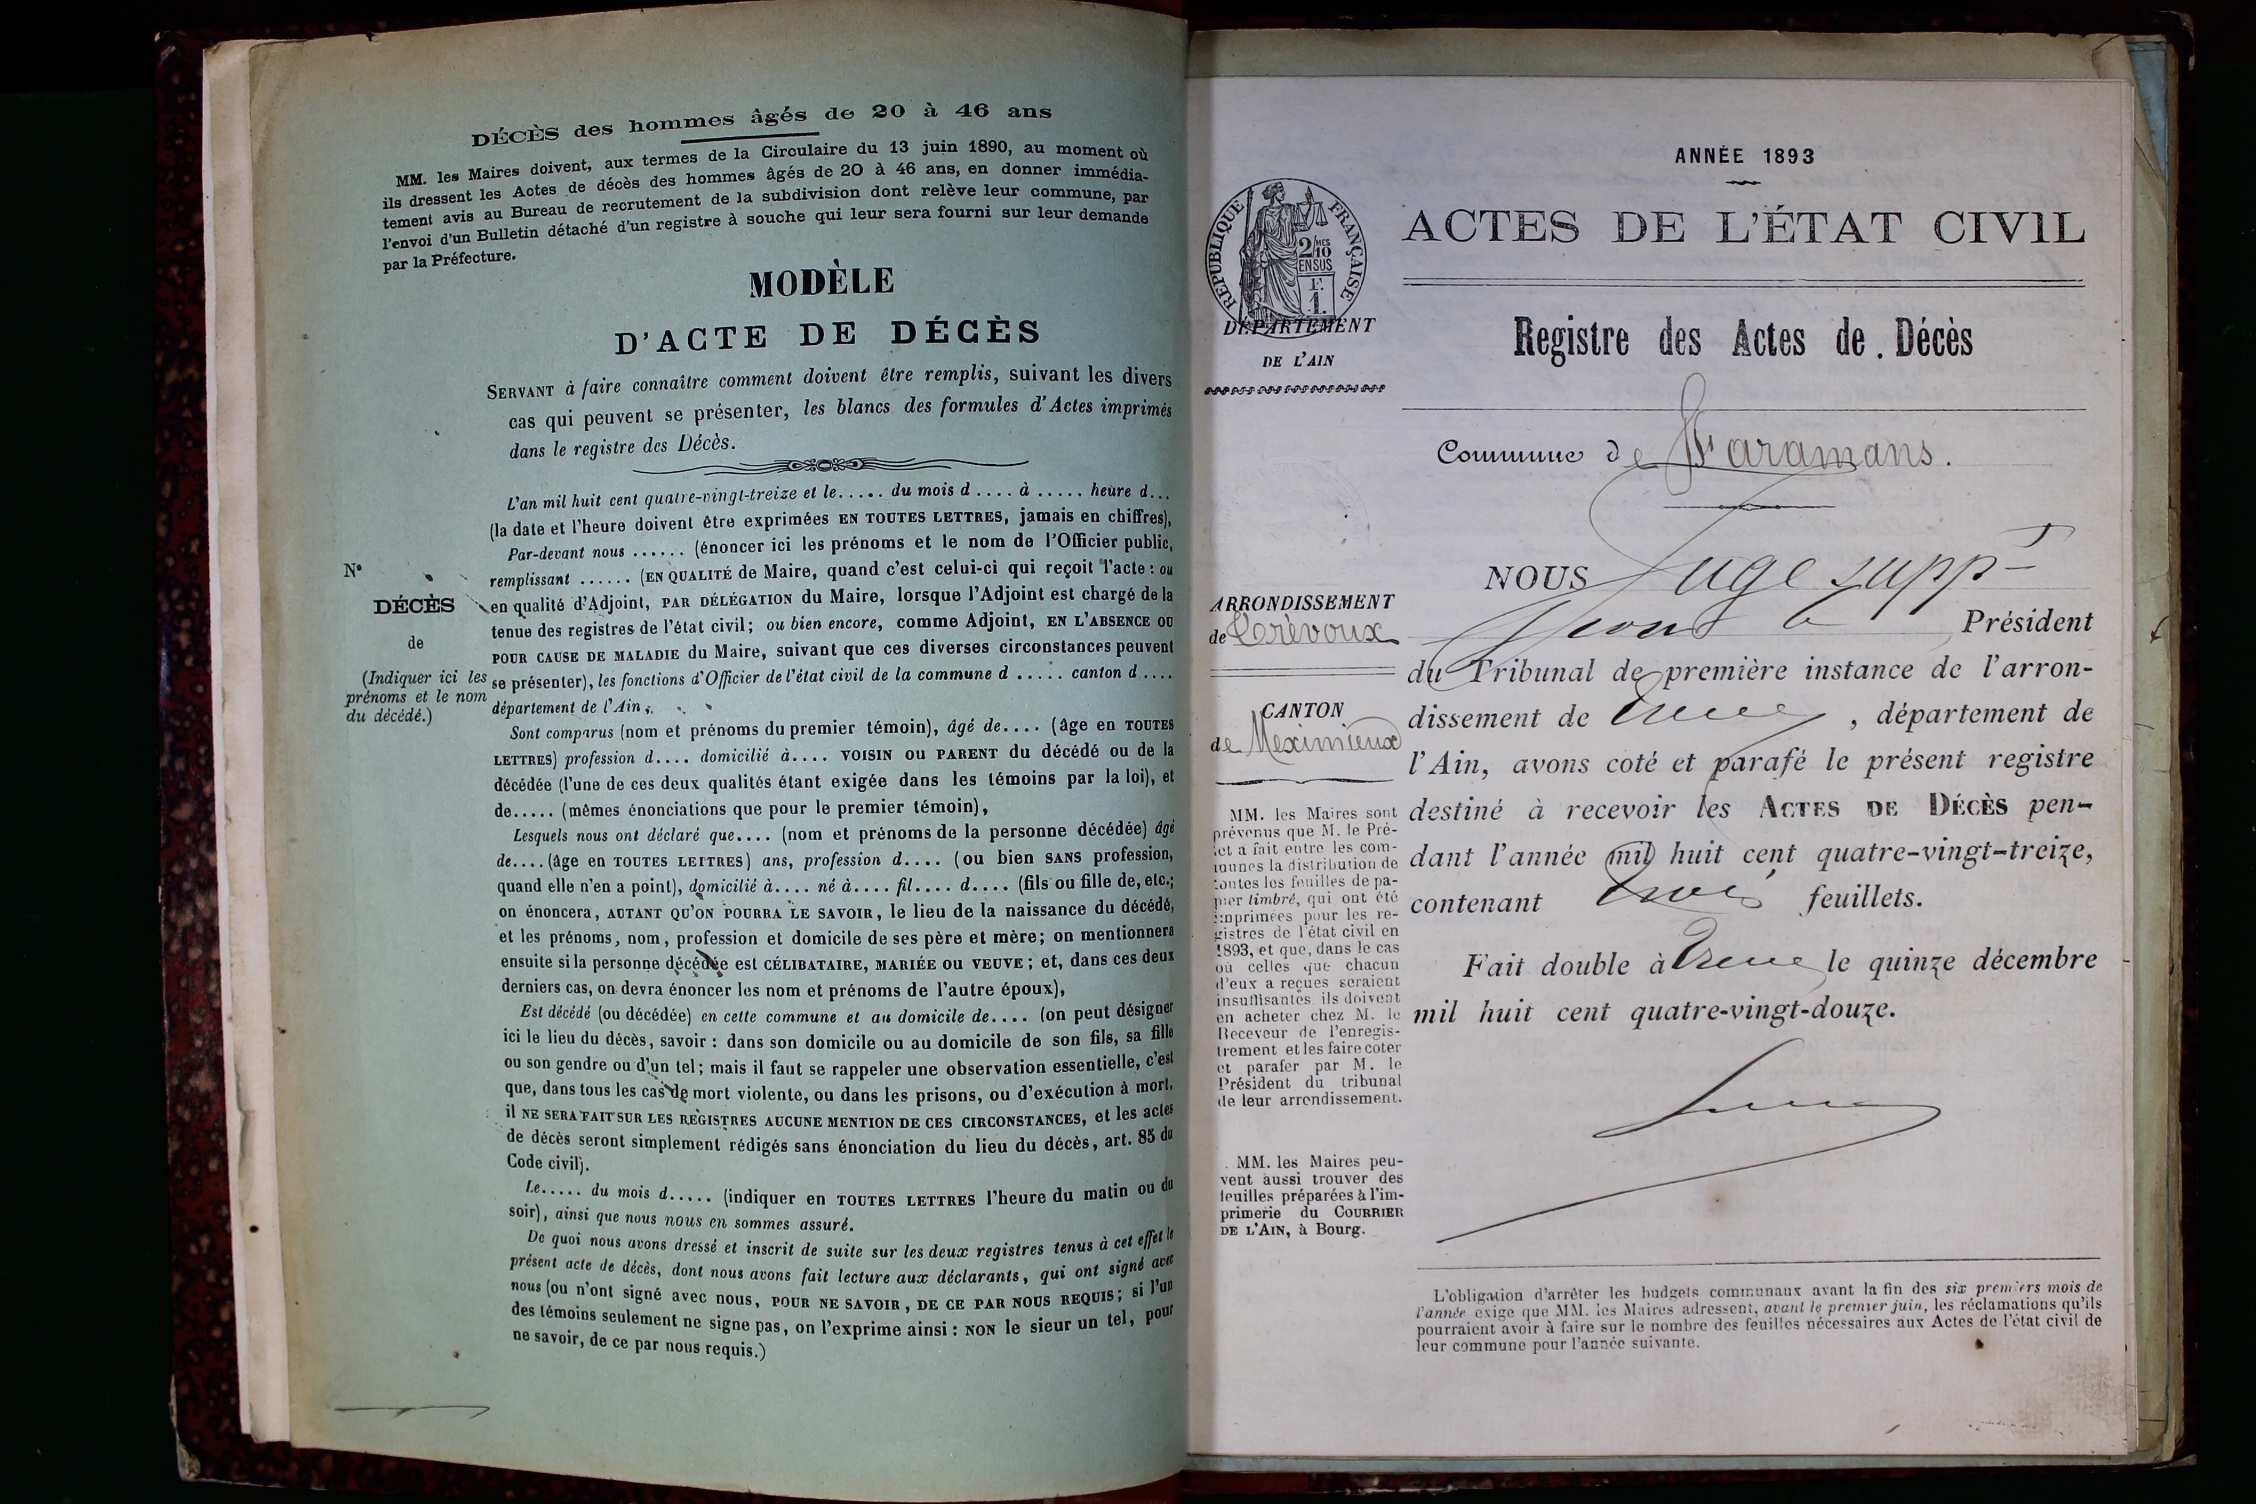 DÉCÈS des hommes âgés de 20 à 46 ans
MM. les Maires doivent, aux termes de la Circulaire du 13 juin 1890, au moment où
ils dressent les Actes de décès des hommes âgés de 20 à 46 ans, en donner immédia-
tement avis au Bureau de recrutement de la subdivision dont relève leur commune, par
l'envoi d'un Bulletin détaché d'un registre à souche qui leur sera fourni sur leur demande
par la Préfecture.
MODÈLE
D'ACTE DE DÉCÈS
SERVANT à faire connaître comment doivent être remplis, suivant les divers
cas qui peuvent se présenter, les blancs des formules d'Actes imprimés
dans le registre des Décès.
L'an mil huit cent quatre-vingt-treize et le..... du mois d .... à ..... heure d...
(la date et l'heure doivent être exprimées EN TOUTES LETTRES, jamais en chiffres),
Par-devant nous ...... (énoncer ici les prénoms et le nom de l'Officier public,
remplissant ...... (EN QUALITÉ de Maire, quand c'est celui-ci qui reçoit l'acte : ou
en qualité d'Adjoint, PAR DÉLÉGATION du Maire, lorsque l'Adjoint est chargé de la
tenue des registres de l'état civil; ou bien encore, comme Adjoint, EN L'ABSENCE OU
POUR CAUSE DE MALADIE du Maire, suivant que ces diverses circonstances peuvent
se présenter), les fonctions d'Officier de l'état civil de la commune d ..... canton d ....
département de l'Ain,
N°
DÉCÈS
de
(Indiquer ici les
prénoms et le nom
du décédé.)
Sont comparus (nom et prénoms du premier témoin), âgé de.... (âge en TOUTES
LETTRES) profession d.... domicilié à.... VOISIN OU PARENT du décédé ou de la
décédée (l'une de ces deux qualités étant exigée dans les témoins par la loi), et
de..... (mêmes énonciations que pour le premier témoin),
Lesquels nous ont déclaré que.... (nom et prénoms de la personne décédée) âgé
de....(âge en TOUTES LETTRES) ans, profession d.... (ou bien SANS profession,
quand elle n'en a point), domicilié à.... né à.... fil.... d.... (fils ou fille de, etc.;
on énoncera, AUTANT QU'ON POURRA LE SAVOIR, le lieu de la naissance du décédé,
et les prénoms, nom, profession et domicile de ses père et mère; on mentionnera
ensuite si la personne décédée est CÉLIBATAIRE, MARIÉE OU VEUVE; et, dans ces deux
derniers cas, on devra énoncer les nom et prénoms de l'autre époux),
Est décédé (ou décédée) en cette commune et au domicile de.... (on peut désigner
ici le lieu du décès, savoir : dans son domicile ou au domicile de son fils, sa fille
ou son gendre ou d'un tel; mais il faut se rappeler une observation essentielle, c'est
que, dans tous les cas de mort violente, ou dans les prisons, ou d'exécution à mort,
il NE SERA FAIT SUR LES REGISTRES AUCUNE MENTION DE CES CIRCONSTANCES, et les actes
de décès seront simplement rédigés sans énonciation du lieu du décès, art. 85 du
Code civil).
Le..... du mois d..... (indiquer en TOUTES LETTRES l'heure du matin ou du
soir), ainsi que nous nous en sommes assuré.
De quoi nous avons dressé et inscrit de suite sur les deux registres tenus à cet effet le
présent acte de décès, dont nous avons fait lecture aux déclarants, qui ont signé avec
nous (ou n'ont signé avec nous, POUR NE SAVOIR, DE CE PAR NOUS REQUIS; si l'un
des témoins seulement ne signe pas, on l'exprime ainsi : NON le sieur un tel, pour
ne savoir, de ce par nous requis.)
ANNÉE 1893
ACTES DE L'ÉTAT CIVIL
RÉPUBLIQUE FRANÇAISE
2 MES
10
EN SUS
F.
1.
DÉPARTEMENT
DE L'AIN
Registre des Actes de Décès
Commune de Faramans.
ARRONDISSEMENT
de Trévoux
CANTON
de Meximieux
MM. les Maires sont
prévenus que M. le Pré-
fet a fait entre les com-
munes la distribution de
toutes les feuilles de pa-
pier timbré, qui ont été
imprimées pour les re-
gistres de l'état civil en
1893, et que, dans le cas
où celles que chacun
d'eux a reçues seraient
insuffisantes ils doivent
en acheter chez M. le
Receveur de l'enregis-
trement et les faire coter
et parafer par M. le
Président du tribunal
de leur arrondissement.
MM. les Maires peu-
vent aussi trouver des
feuilles préparées à l'im-
primerie du COURRIER
DE L'AIN, à Bourg.
NOUS Juge supp
Président
du Tribunal de première instance de l'arron-
dissement de Trévoux, département de
l'Ain, avons coté et parafé le présent registre
destiné à recevoir les ACTES DE DÉCÈS pen-
dant l'année mil huit cent quatre-vingt-treize,
contenant trois feuillets.
Fait double à Trévoux le quinze décembre
mil huit cent quatre-vingt-douze.
L'obligation d'arrêter les budgets communaux avant la fin des six premiers mois de
l'année exige que MM. les Maires adressent, avant le premier juin, les réclamations qu'ils
pourraient avoir à faire sur le nombre des feuilles nécessaires aux Actes de l'état civil de
leur commune pour l'année suivante.